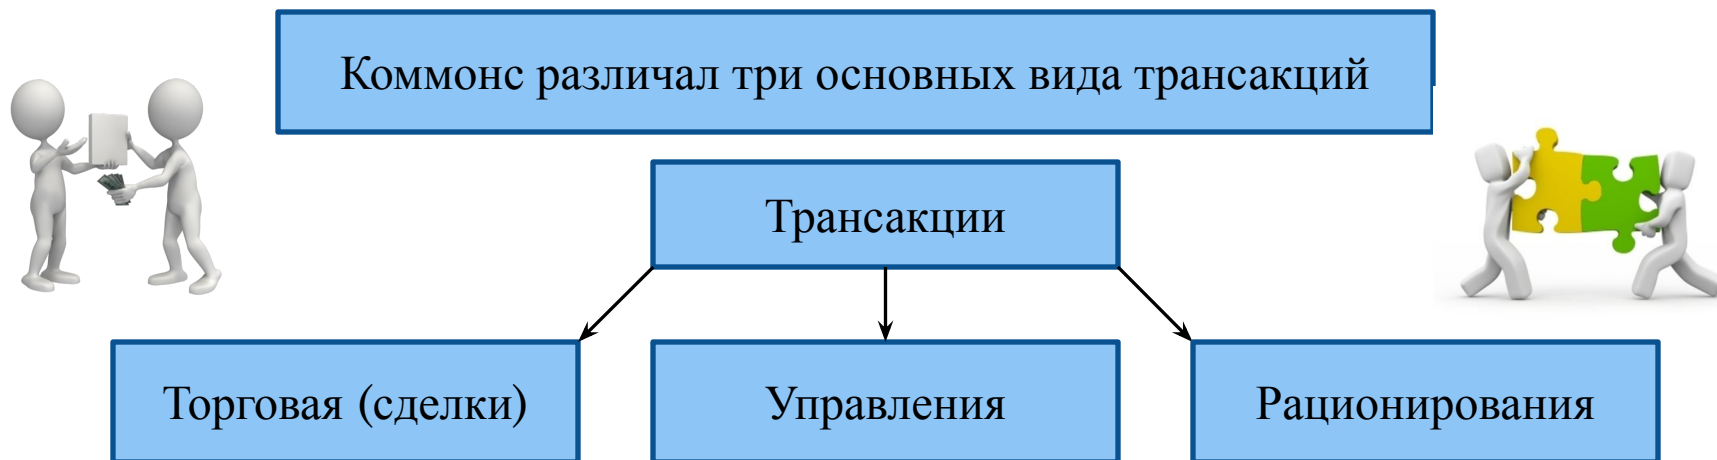 Коммонс различал три основных вида трансакций
Трансакции
Торговая (сделки)
Управления
Рационирования